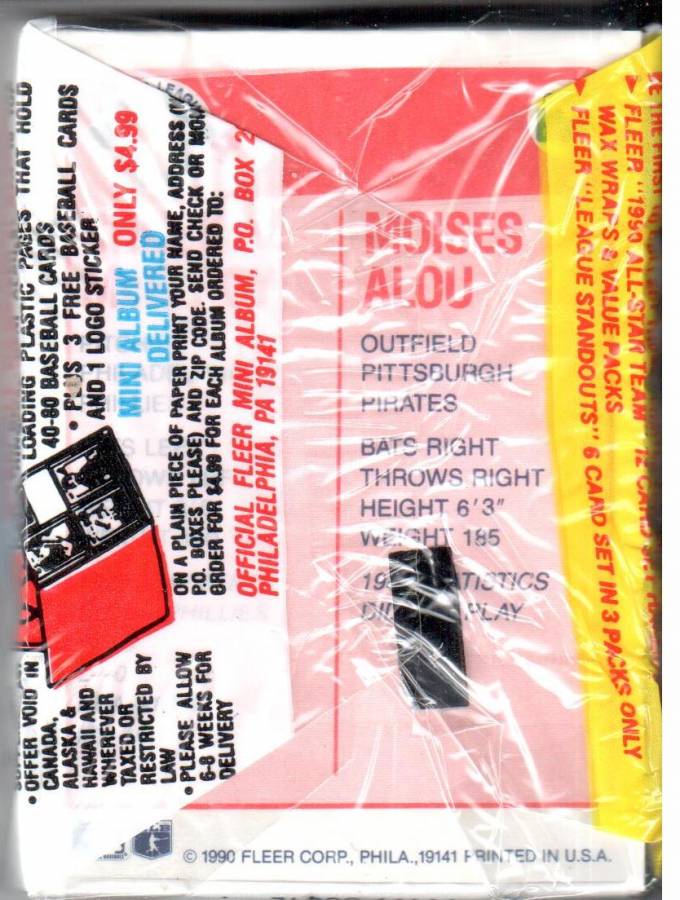 LOADING PLASTIC PAGES THAT HOLD
40-80 BASEBALL CARDS
• PLUS 3 FREE BASEBALL CARDS
AND LOGO STICKER
MINI ALBUM ONLY $4.99
DELIVERED
ON A PLAIN PIECE OF PAPER PRINT YOUR NAME, ADDRESS
P.O. BOXES PLEASE) AND ZIP CODE. SEND CHECK OR
ORDER FOR $4.99 FOR EACH ALBUM ORDERED TO:
OFFICIAL FLEER MINI ALBUM, P.O. BOX
PHILADELPHIA, PA 19141
• OFFER VOID IN
CANADA,
ALASKA &
HAWAII AND
WHEREVER
TAXED OR
RESTRICTED BY
LAW
• PLEASE ALLOW
6-8 WEEKS FOR
DELIVERY
MOISES
ALOU
OUTFIELD
PITTSBURGH
PIRATES
BATS RIGHT
THROWS RIGHT
HEIGHT 6'3"
WEIGHT 185
PLAY
FLEER "1990 ALL-STAR TEAM" 12 CARD
WAX WRAPS & VALUE PACKS
FLEER "LEAGUE STANDOUTS" 6 CARD SET IN 3 PACKS ONLY
© 1990 FLEER CORP., PHILA., 19141 PRINTED IN U.S.A.